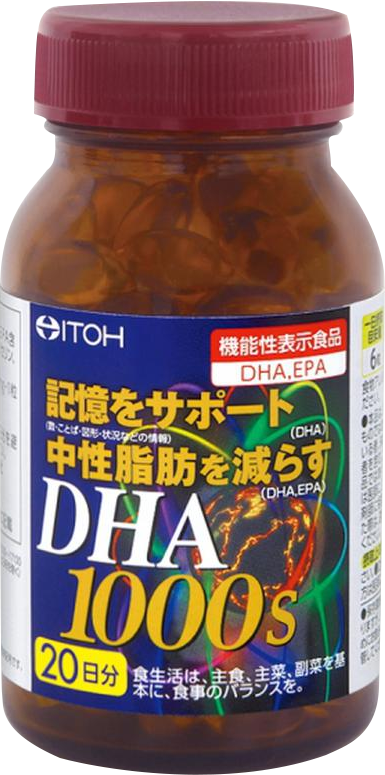 ITOH
機能性表示食品
DHA,EPA
記憶をサポート
(数・ことば・図形・状況などの情報)
(DHA)
中性脂肪を減らす
(DHA,EPA)
DHA
1000s
20日分
食生活は、主食、主菜、副菜を基
本に、食事のバランスを。